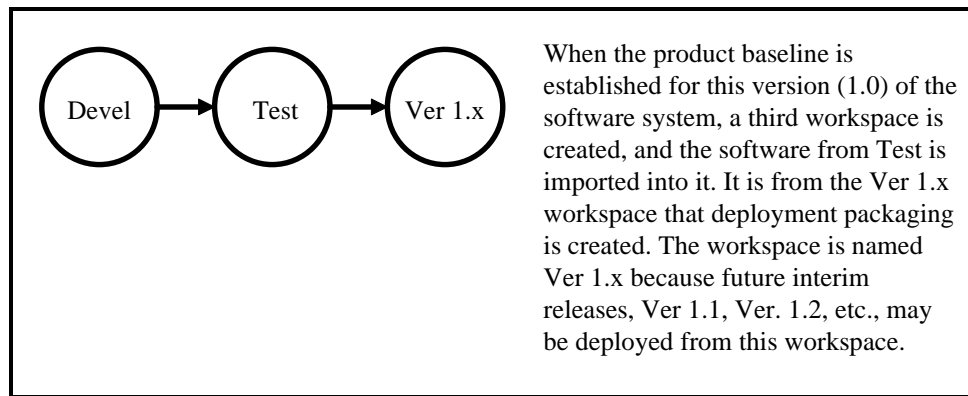 Devel
Test
Ver 1.x
When the product baseline is
established for this version (1.0) of the
software system, a third workspace is
created, and the software from Test is
imported into it. It is from the Ver 1.x
workspace that deployment packaging
is created. The workspace is named
Ver 1.x because future interim
releases, Ver 1.1, Ver. 1.2, etc., may
be deployed from this workspace.